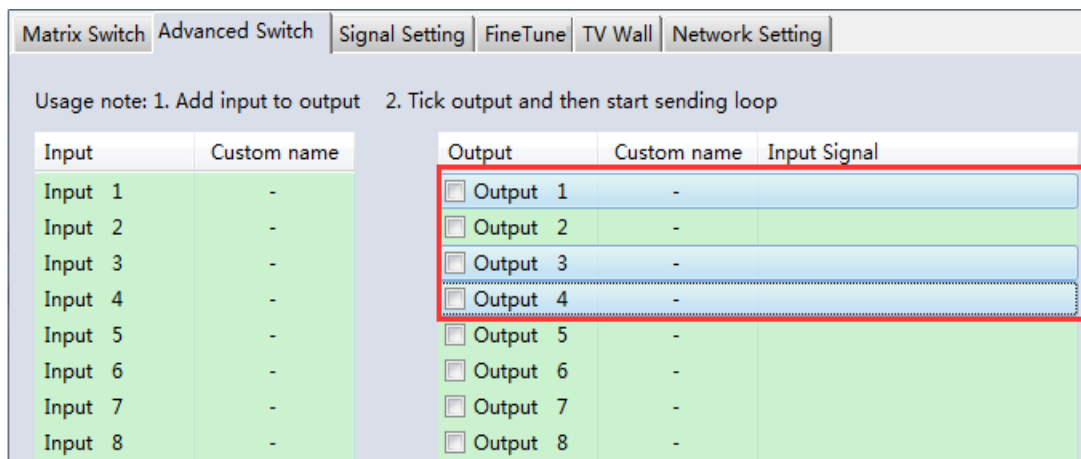 Matrix Switch Advanced Switch Signal Setting FineTune TV Wall Network Setting
Usage note: 1. Add input to output 2. Tick output and then start sending loop
Input Custom name Output Custom name Input Signal
Input 1 - Output 1 -
Input 2 - Output 2 -
Input 3 - Output 3 -
Input 4 - Output 4 -
Input 5 - Output 5 -
Input 6 - Output 6 -
Input 7 - Output 7 -
Input 8 - Output 8 -